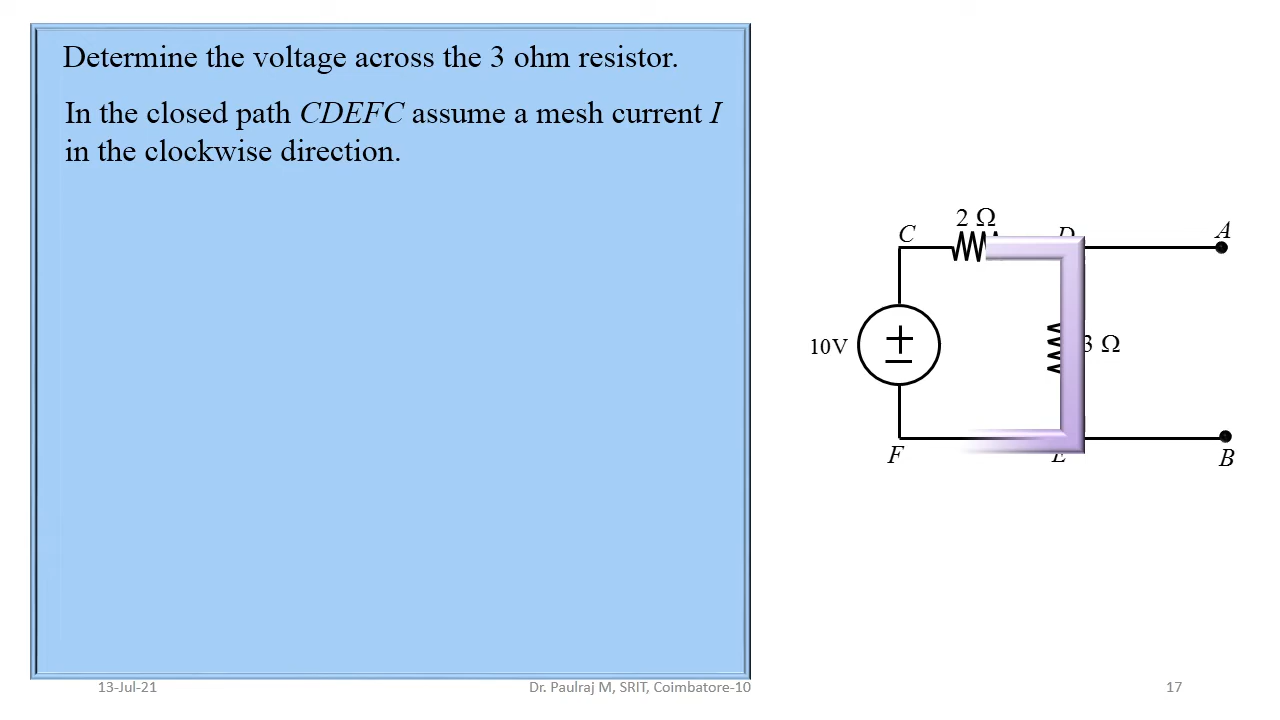 Determine the voltage across the 3 ohm resistor.
In the closed path CDEFC assume a mesh current I
in the clockwise direction.
2 Ω
C
D
A
10V
3 Ω
F
E
B
13-Jul-21
Dr. Paulraj M, SRIT, Coimbatore-10
17